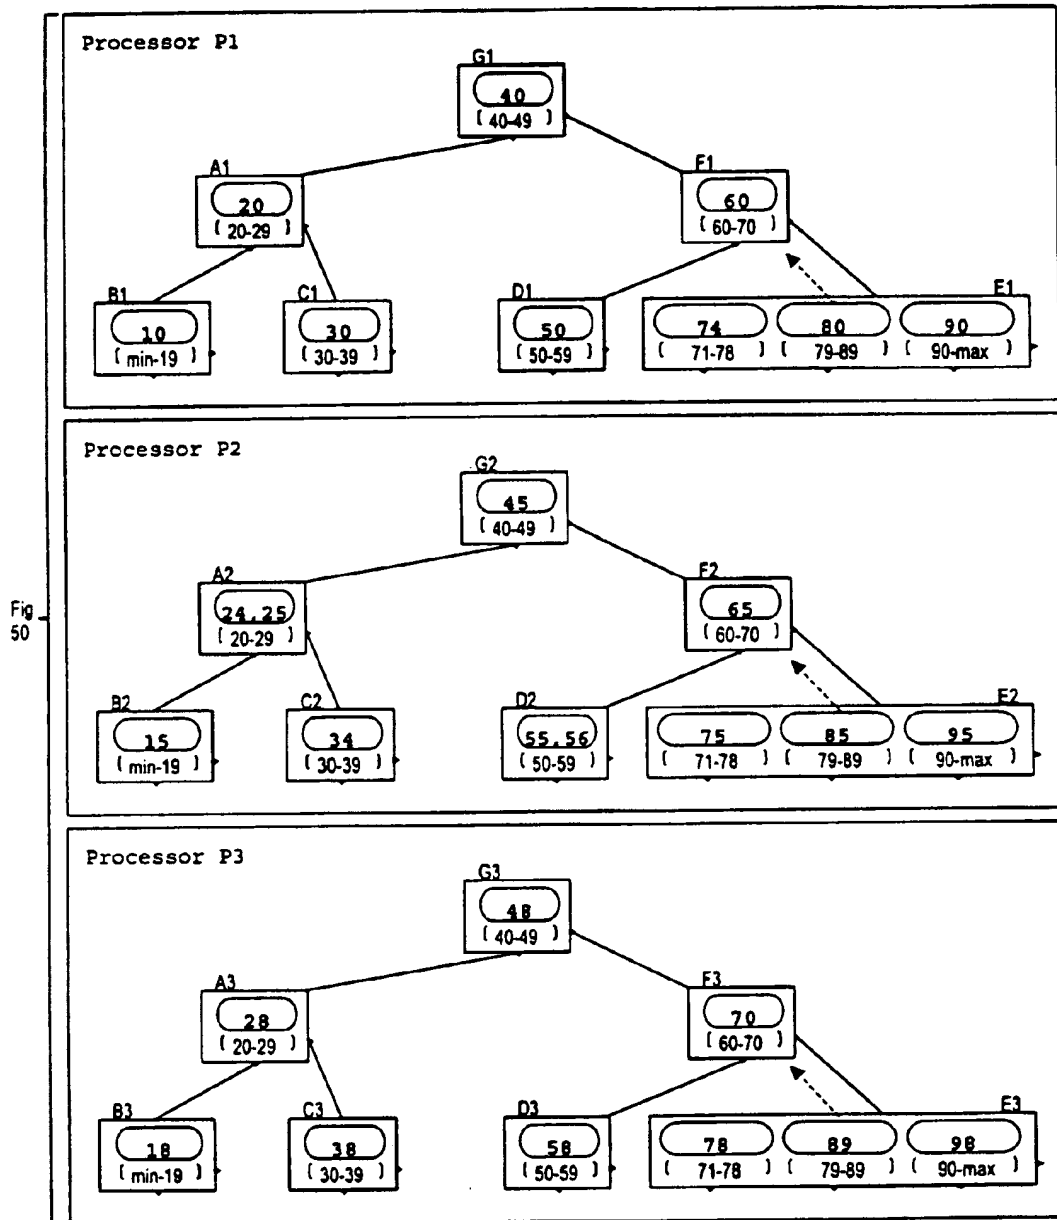 Fig
50
Processor P1
G1
40
( 40-49 )
A1
20
( 20-29 )
F1
60
( 60-70 )
B1
10
( min-19 )
C1
30
( 30-39 )
D1
50
( 50-59 )
E1
74 80 90
( 71-78 ) ( 79-89 ) ( 90-max )
Processor P2
G2
45
( 40-49 )
A2
24,25
( 20-29 )
F2
65
( 60-70 )
B2
15
( min-19 )
C2
34
( 30-39 )
D2
55,56
( 50-59 )
E2
75 85 95
( 71-78 ) ( 79-89 ) ( 90-max )
Processor P3
G3
48
( 40-49 )
A3
28
( 20-29 )
F3
70
( 60-70 )
B3
18
( min-19 )
C3
38
( 30-39 )
D3
58
( 50-59 )
E3
78 89 98
( 71-78 ) ( 79-89 ) ( 90-max )